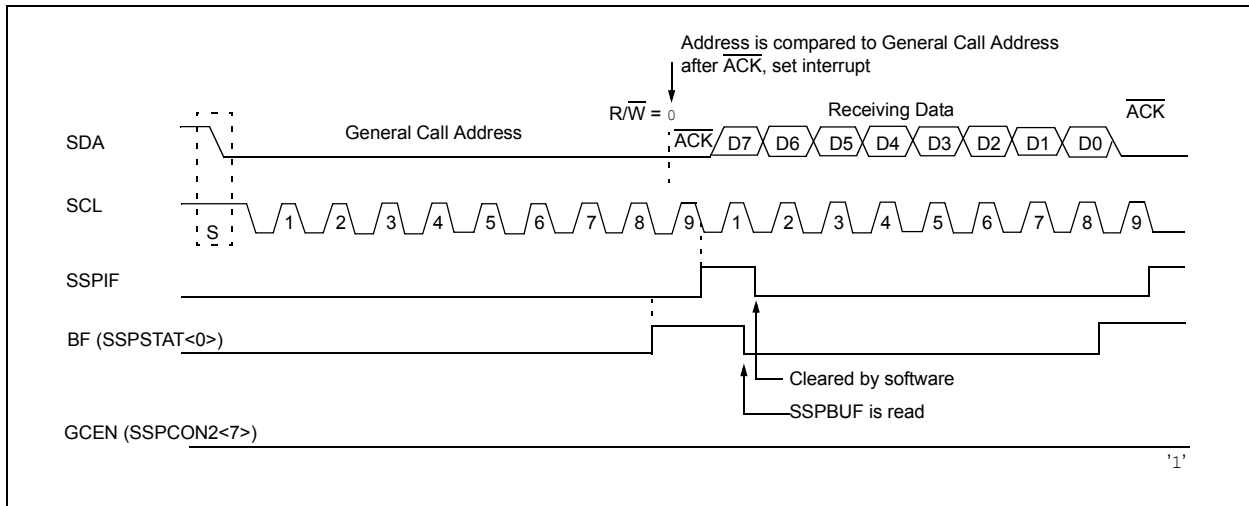 Address is compared to General Call Address
after ACK, set interrupt
R/W = 0
Receiving Data
ACK
General Call Address
SDA
ACK D7 D6 D5 D4 D3 D2 D1 D0
SCL
S
1 2 3 4 5 6 7 8 9 1 2 3 4 5 6 7 8 9
SSPIF
BF (SSPSTAT<0>)
Cleared by software
SSPBUF is read
GCEN (SSPCON2<7>)
'1'